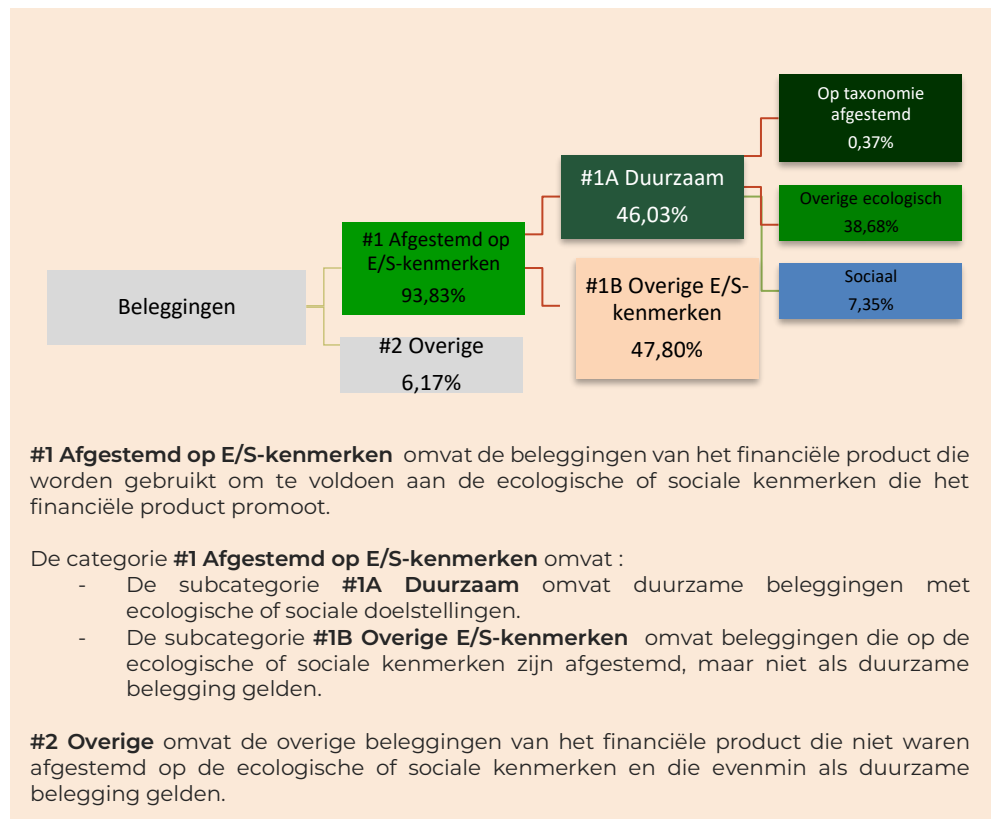 Op taxonomie
afgestemd
0,37%
#1A Duurzaam
46,03%
Overige ecologisch
38,68%
#1 Afgestemd op
E/S-kenmerken
93,83%
Sociaal
7,35%
Beleggingen
#1B Overige E/S-
kenmerken
47,80%
#2 Overige
6,17%
#1 Afgestemd op E/S-kenmerken omvat de beleggingen van het financiële product die
worden gebruikt om te voldoen aan de ecologische of sociale kenmerken die het
financiële product promoot.
De categorie #1 Afgestemd op E/S-kenmerken omvat :
- De subcategorie #1A Duurzaam omvat duurzame beleggingen met
ecologische of sociale doelstellingen.
- De subcategorie #1B Overige E/S-kenmerken omvat beleggingen die op de
ecologische of sociale kenmerken zijn afgestemd, maar niet als duurzame
belegging gelden.
#2 Overige omvat de overige beleggingen van het financiële product die niet waren
afgestemd op de ecologische of sociale kenmerken en die evenmin als duurzame
belegging gelden.